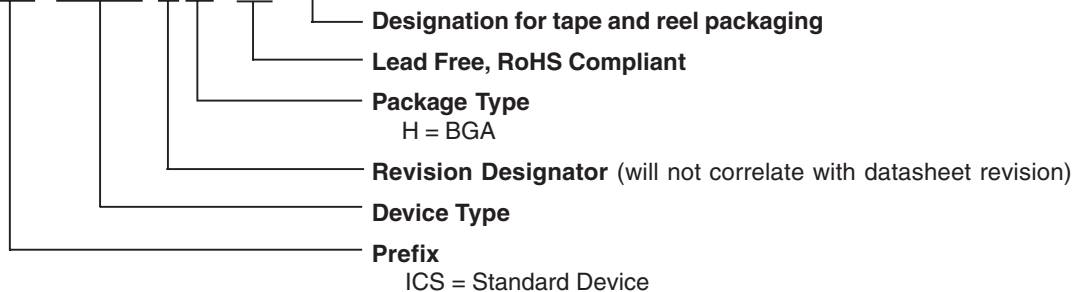 Designation for tape and reel packaging
Lead Free, RoHS Compliant
Package Type
H = BGA
Revision Designator (will not correlate with datasheet revision)
Device Type
Prefix
ICS = Standard Device